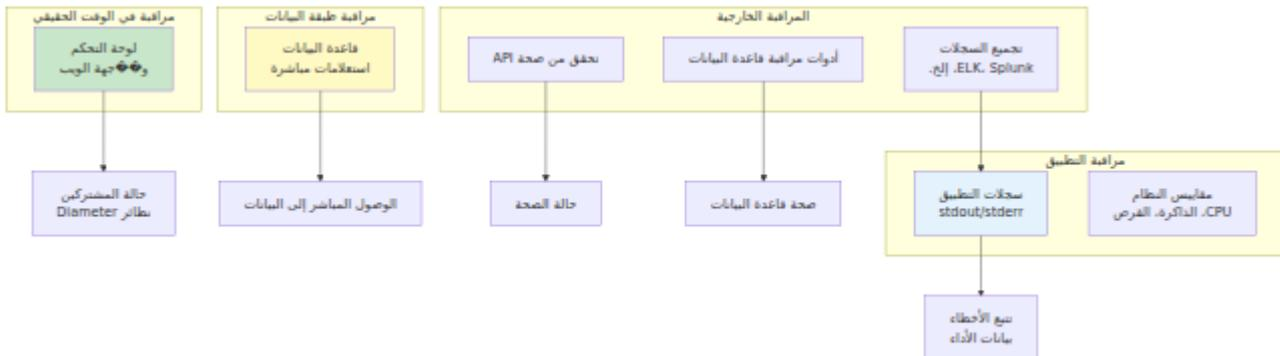 مراقبة في الوقت الحقيقي
لوحة التحكم
و��جهة الويب
حالة المشتركين
نظائر Diameter
مراقبة طبقة البيانات
قاعدة البيانات
استعلامات مباشرة
الوصول المباشر إلى البيانات
المراقبة الخارجية
تحقق من صحة API
أدوات مراقبة قاعدة البيانات
تجميع السجلات
ELK، Splunk، إلخ.
حالة الصحة
صحة قاعدة البيانات
مراقبة التطبيق
سجلات التطبيق
stdout/stderr
مقاييس النظام
CPU، الذاكرة، القرص
تتبع الأخطاء
بيانات الأداء